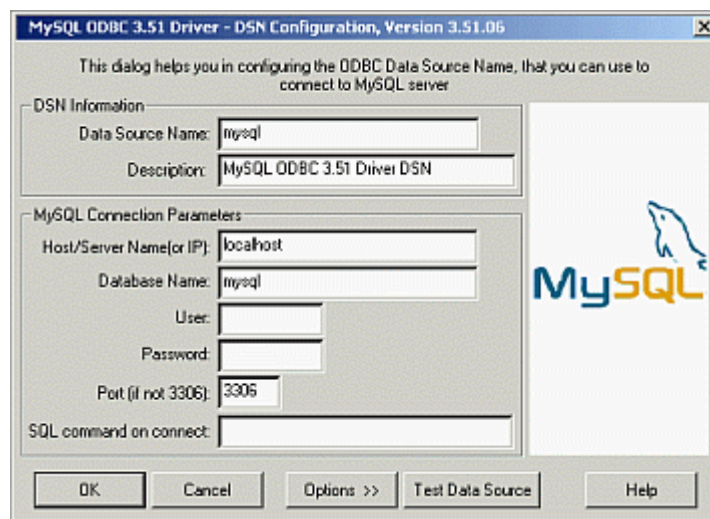 MySQL ODBC 3.51 Driver - DSN Configuration, Version 3.51.06
This dialog helps you in configuring the ODBC Data Source Name, that you can use to
connect to MySQL server
DSN Information
Data Source Name: mysql
Description: MySQL ODBC 3.51 Driver DSN
MySQL Connection Parameters
Host/Server Name(or IP): localhost
Database Name: mysql
User:
Password:
Port (if not 3306): 3306
SQL command on connect:
MySQL
OK
Cancel
Options >>
Test Data Source
Help